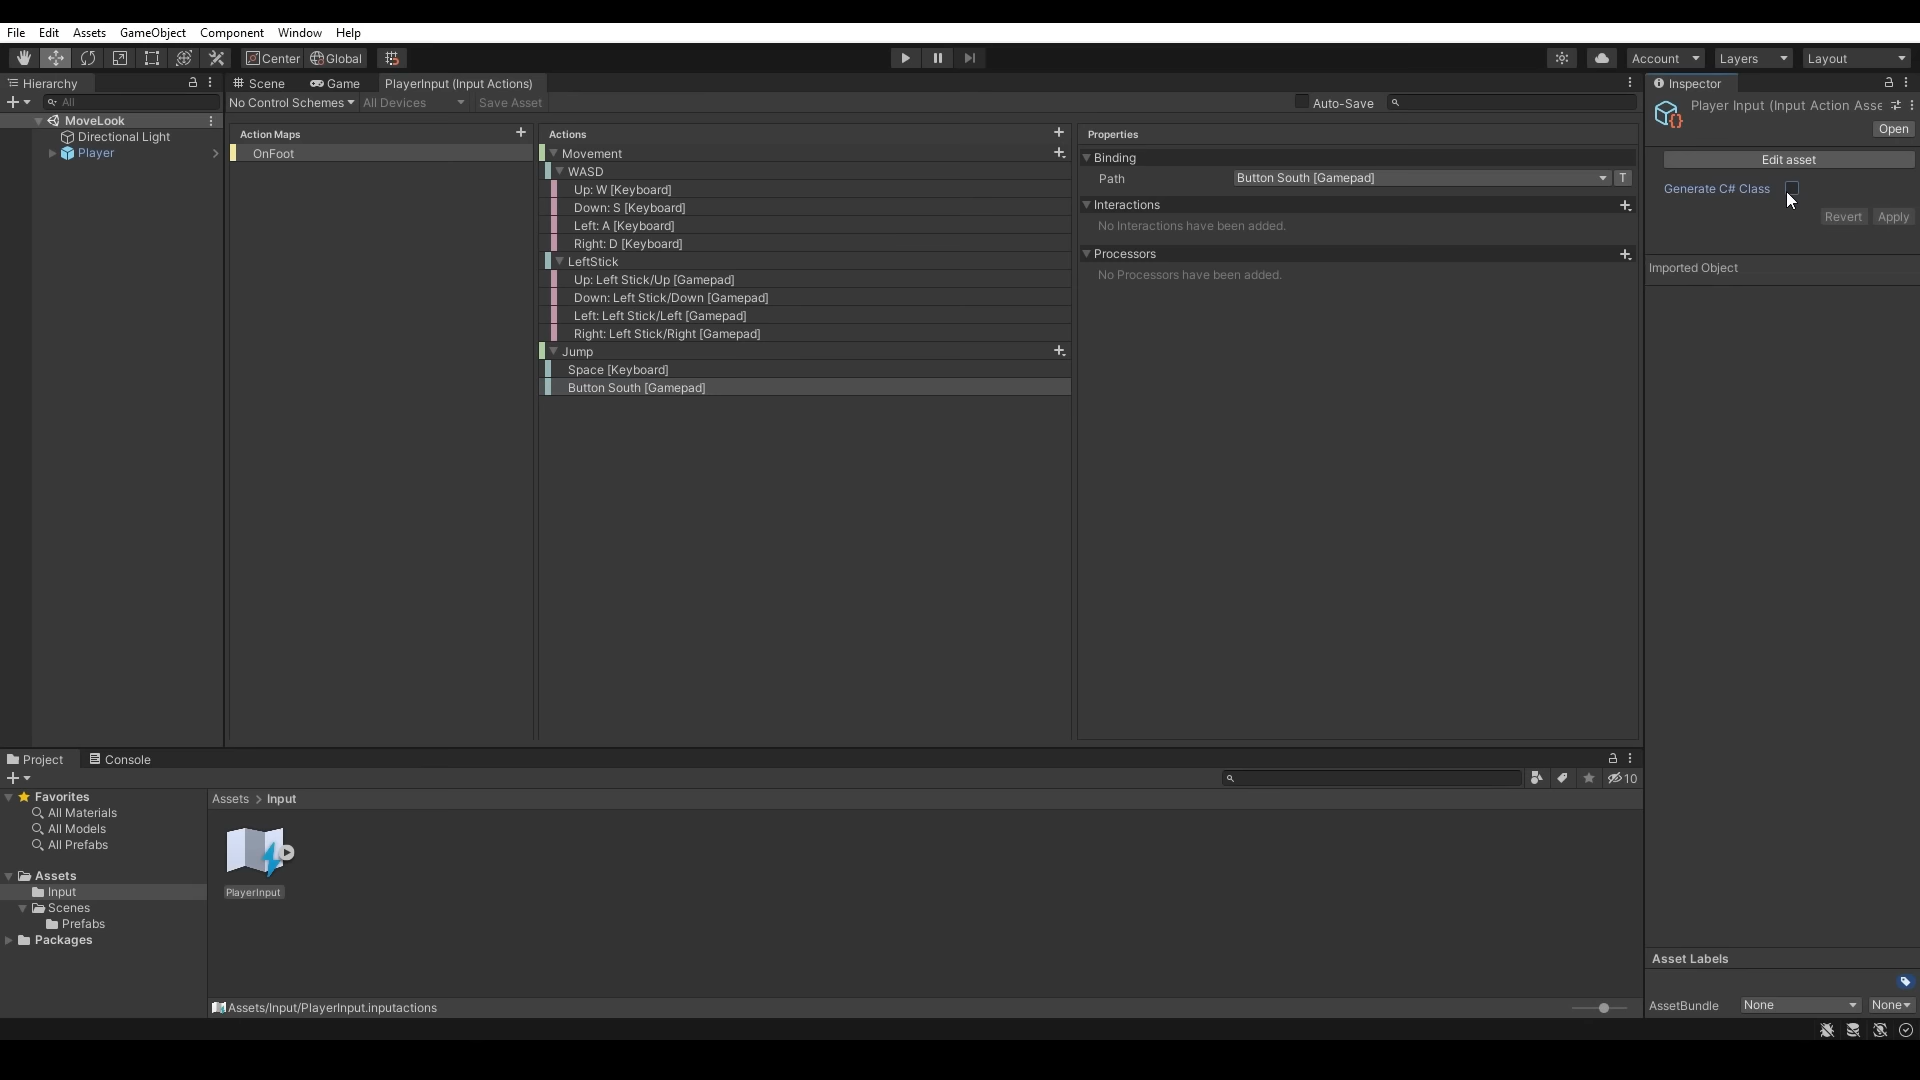 File Edit Assets GameObject Component Window Help
Center Global Account Layers Layout
Hierarchy Scene Game PlayerInput (Input Actions) Inspector
All No Control Schemes All Devices Save Asset Auto-Save Player Input (Input Action Asse
Open
MoveLook
Directional Light
Player
Action Maps Actions Properties
OnFoot
Movement
WASD
Up: W [Keyboard]
Down: S [Keyboard]
Left: A [Keyboard]
Right: D [Keyboard]
LeftStick
Up: Left Stick/Up [Gamepad]
Down: Left Stick/Down [Gamepad]
Left: Left Stick/Left [Gamepad]
Right: Left Stick/Right [Gamepad]
Jump
Space [Keyboard]
Button South [Gamepad]
Binding
Path Button South [Gamepad] T
Interactions
No Interactions have been added.
Processors
No Processors have been added.
Edit asset
Generate C# Class
Revert Apply
Imported Object
Project Console
10
Favorites
All Materials
All Models
All Prefabs
Assets
Input
Scenes
Prefabs
Packages
Assets > Input
PlayerInput
Assets/Input/PlayerInput.inputactions
Asset Labels
AssetBundle None None